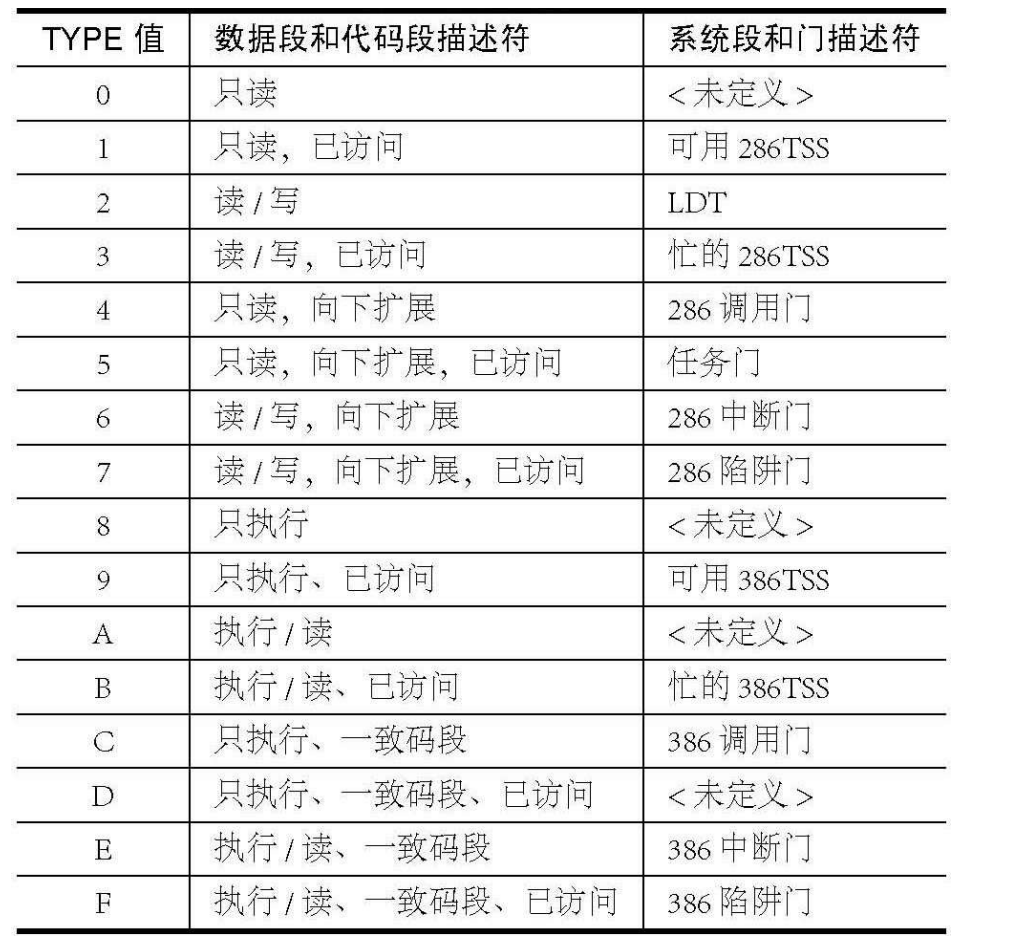 TYPE 值 数据段和代码段描述符 系统段和门描述符
0 只读 <未定义>
1 只读，已访问 可用 286TSS
2 读/写 LDT
3 读/写，已访问 忙的 286TSS
4 只读，向下扩展 286 调用门
5 只读，向下扩展，已访问 任务门
6 读/写，向下扩展 286 中断门
7 读/写，向下扩展，已访问 286 陷阱门
8 只执行 <未定义>
9 只执行、已访问 可用 386TSS
A 执行/读 <未定义>
B 执行/读、已访问 忙的 386TSS
C 只执行、一致码段 386 调用门
D 只执行、一致码段、已访问 <未定义>
E 执行/读、一致码段 386 中断门
F 执行/读、一致码段、已访问 386 陷阱门